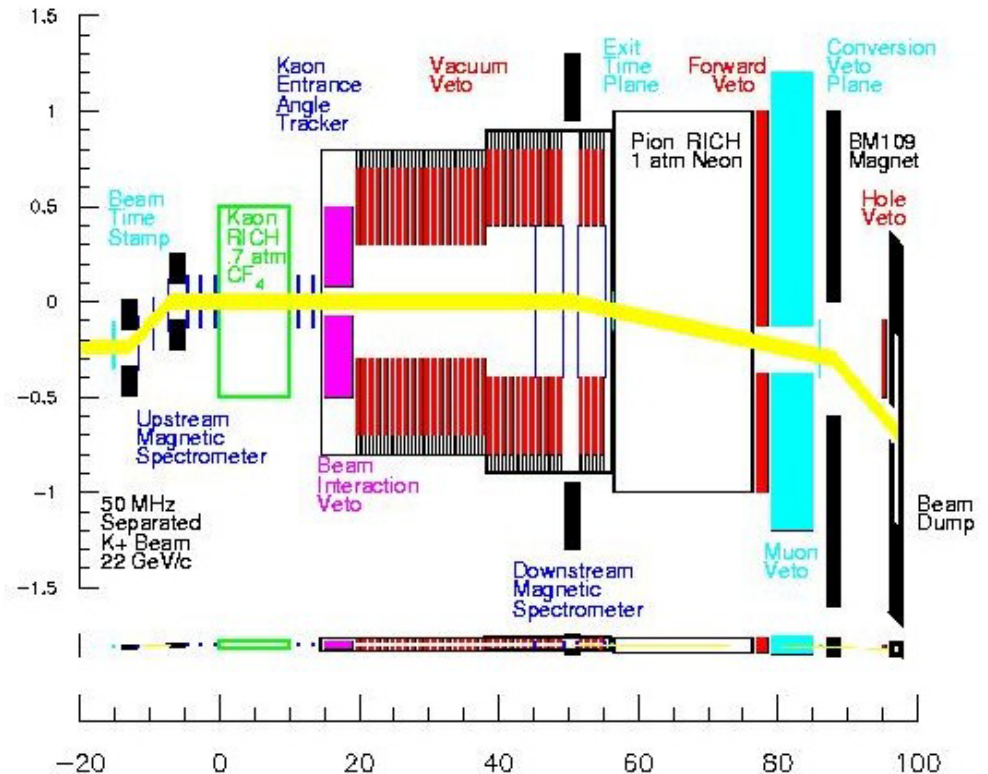 1.5
1
0.5
0
−0.5
−1
−1.5
Kaon
Entrance
Angle
Tracker
Vacuum
Veto
Exit
Time
Plane
Forward
Veto
Conversion
Veto
Plane
Pion RICH
1 atm Neon
BM109
Magnet
Beam
Time
Stamp
Kaon
RICH
.7 atm
CF4
Hole
Veto
Upstream
Magnetic
Spectrometer
Beam
Interaction
Veto
50 MHz
Separated
K+ Beam
22 GeV/c
Downstream
Magnetic
Spectrometer
Muon
Veto
Beam
Dump
−20 0 20 40 60 80 100